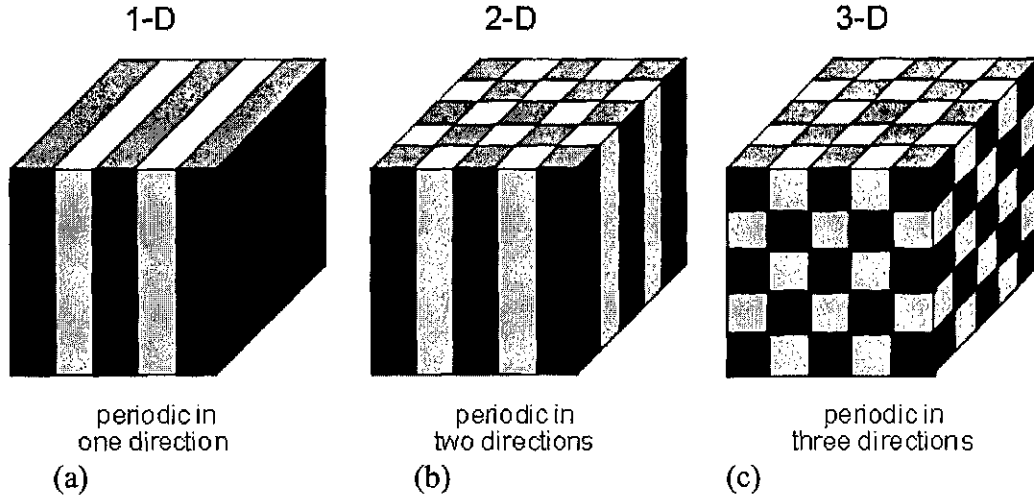 1-D
2-D
3-D
periodic in
one direction
periodic in
two directions
periodic in
three directions
(a)
(b)
(c)